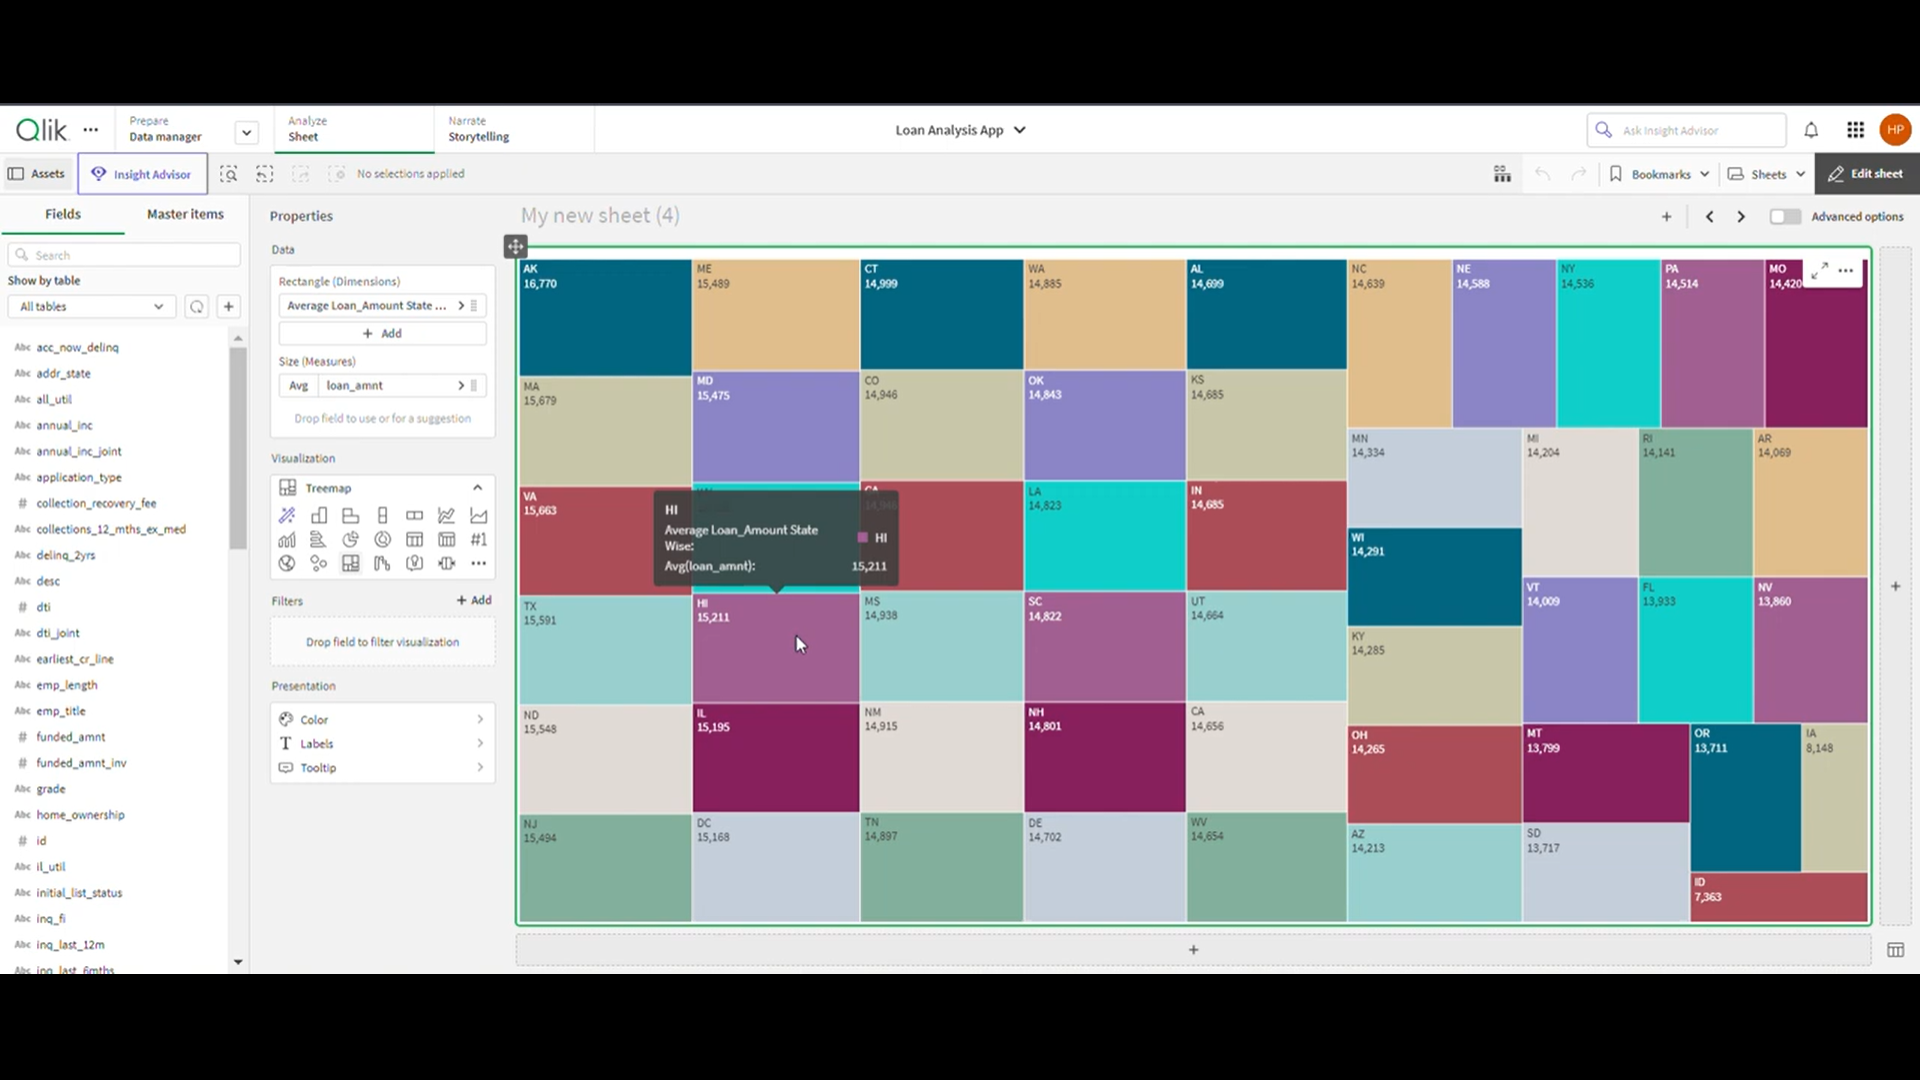 Qlik
Prepare
Data manager
Analyze
Sheet
Narrate
Storytelling
Loan Analysis App
Ask Insight Advisor
HP
Assets
Insight Advisor
No selections applied
Bookmarks
Sheets
Edit sheet
Fields
Master items
Search
Show by table
All tables
Abc acc_now_delinq
Abc addr_state
Abc all_util
Abc annual_inc
Abc annual_inc_joint
Abc application_type
# collection_recovery_fee
Abc collections_12_mths_ex_med
Abc delinq_2yrs
Abc desc
# dti
Abc dti_joint
Abc earliest_cr_line
Abc emp_length
Abc emp_title
# funded_amnt
# funded_amnt_inv
Abc grade
Abc home_ownership
# id
Abc il_util
Abc initial_list_status
Abc inq_fi
Abc inq_last_12m
Abc inq_last_6mths
Properties
Data
Rectangle (Dimensions)
Average Loan_Amount State ...
+ Add
Size (Measures)
Avg loan_amnt
Drop field to use or for a suggestion
Visualization
Treemap
#1
Filters
+ Add
Drop field to filter visualization
Presentation
Color
T Labels
Tooltip
My new sheet (4)
Advanced options
AK
16,770
MA
15,679
VA
15,663
TX
15,591
ND
15,548
NJ
15,494
ME
15,489
MD
15,475
HI
15,211
IL
15,195
DC
15,168
CT
14,999
CO
14,946
MS
14,938
NM
14,915
TN
14,897
WA
14,885
OK
14,843
LA
14,823
SC
14,822
NH
14,801
DE
14,702
AL
14,699
KS
14,685
IN
14,685
UT
14,664
CA
14,656
WV
14,654
NC
14,639
NE
14,588
NY
14,536
PA
14,514
MO
14,420
MN
14,334
WI
14,291
KY
14,285
OH
14,265
AZ
14,213
MI
14,204
RI
14,141
AR
14,069
VT
14,009
FL
13,933
NV
13,860
MT
13,799
SD
13,717
OR
13,711
IA
8,148
ID
7,363
HI
Average Loan_Amount State
Wise:
HI
Avg(loan_amnt):
15,211